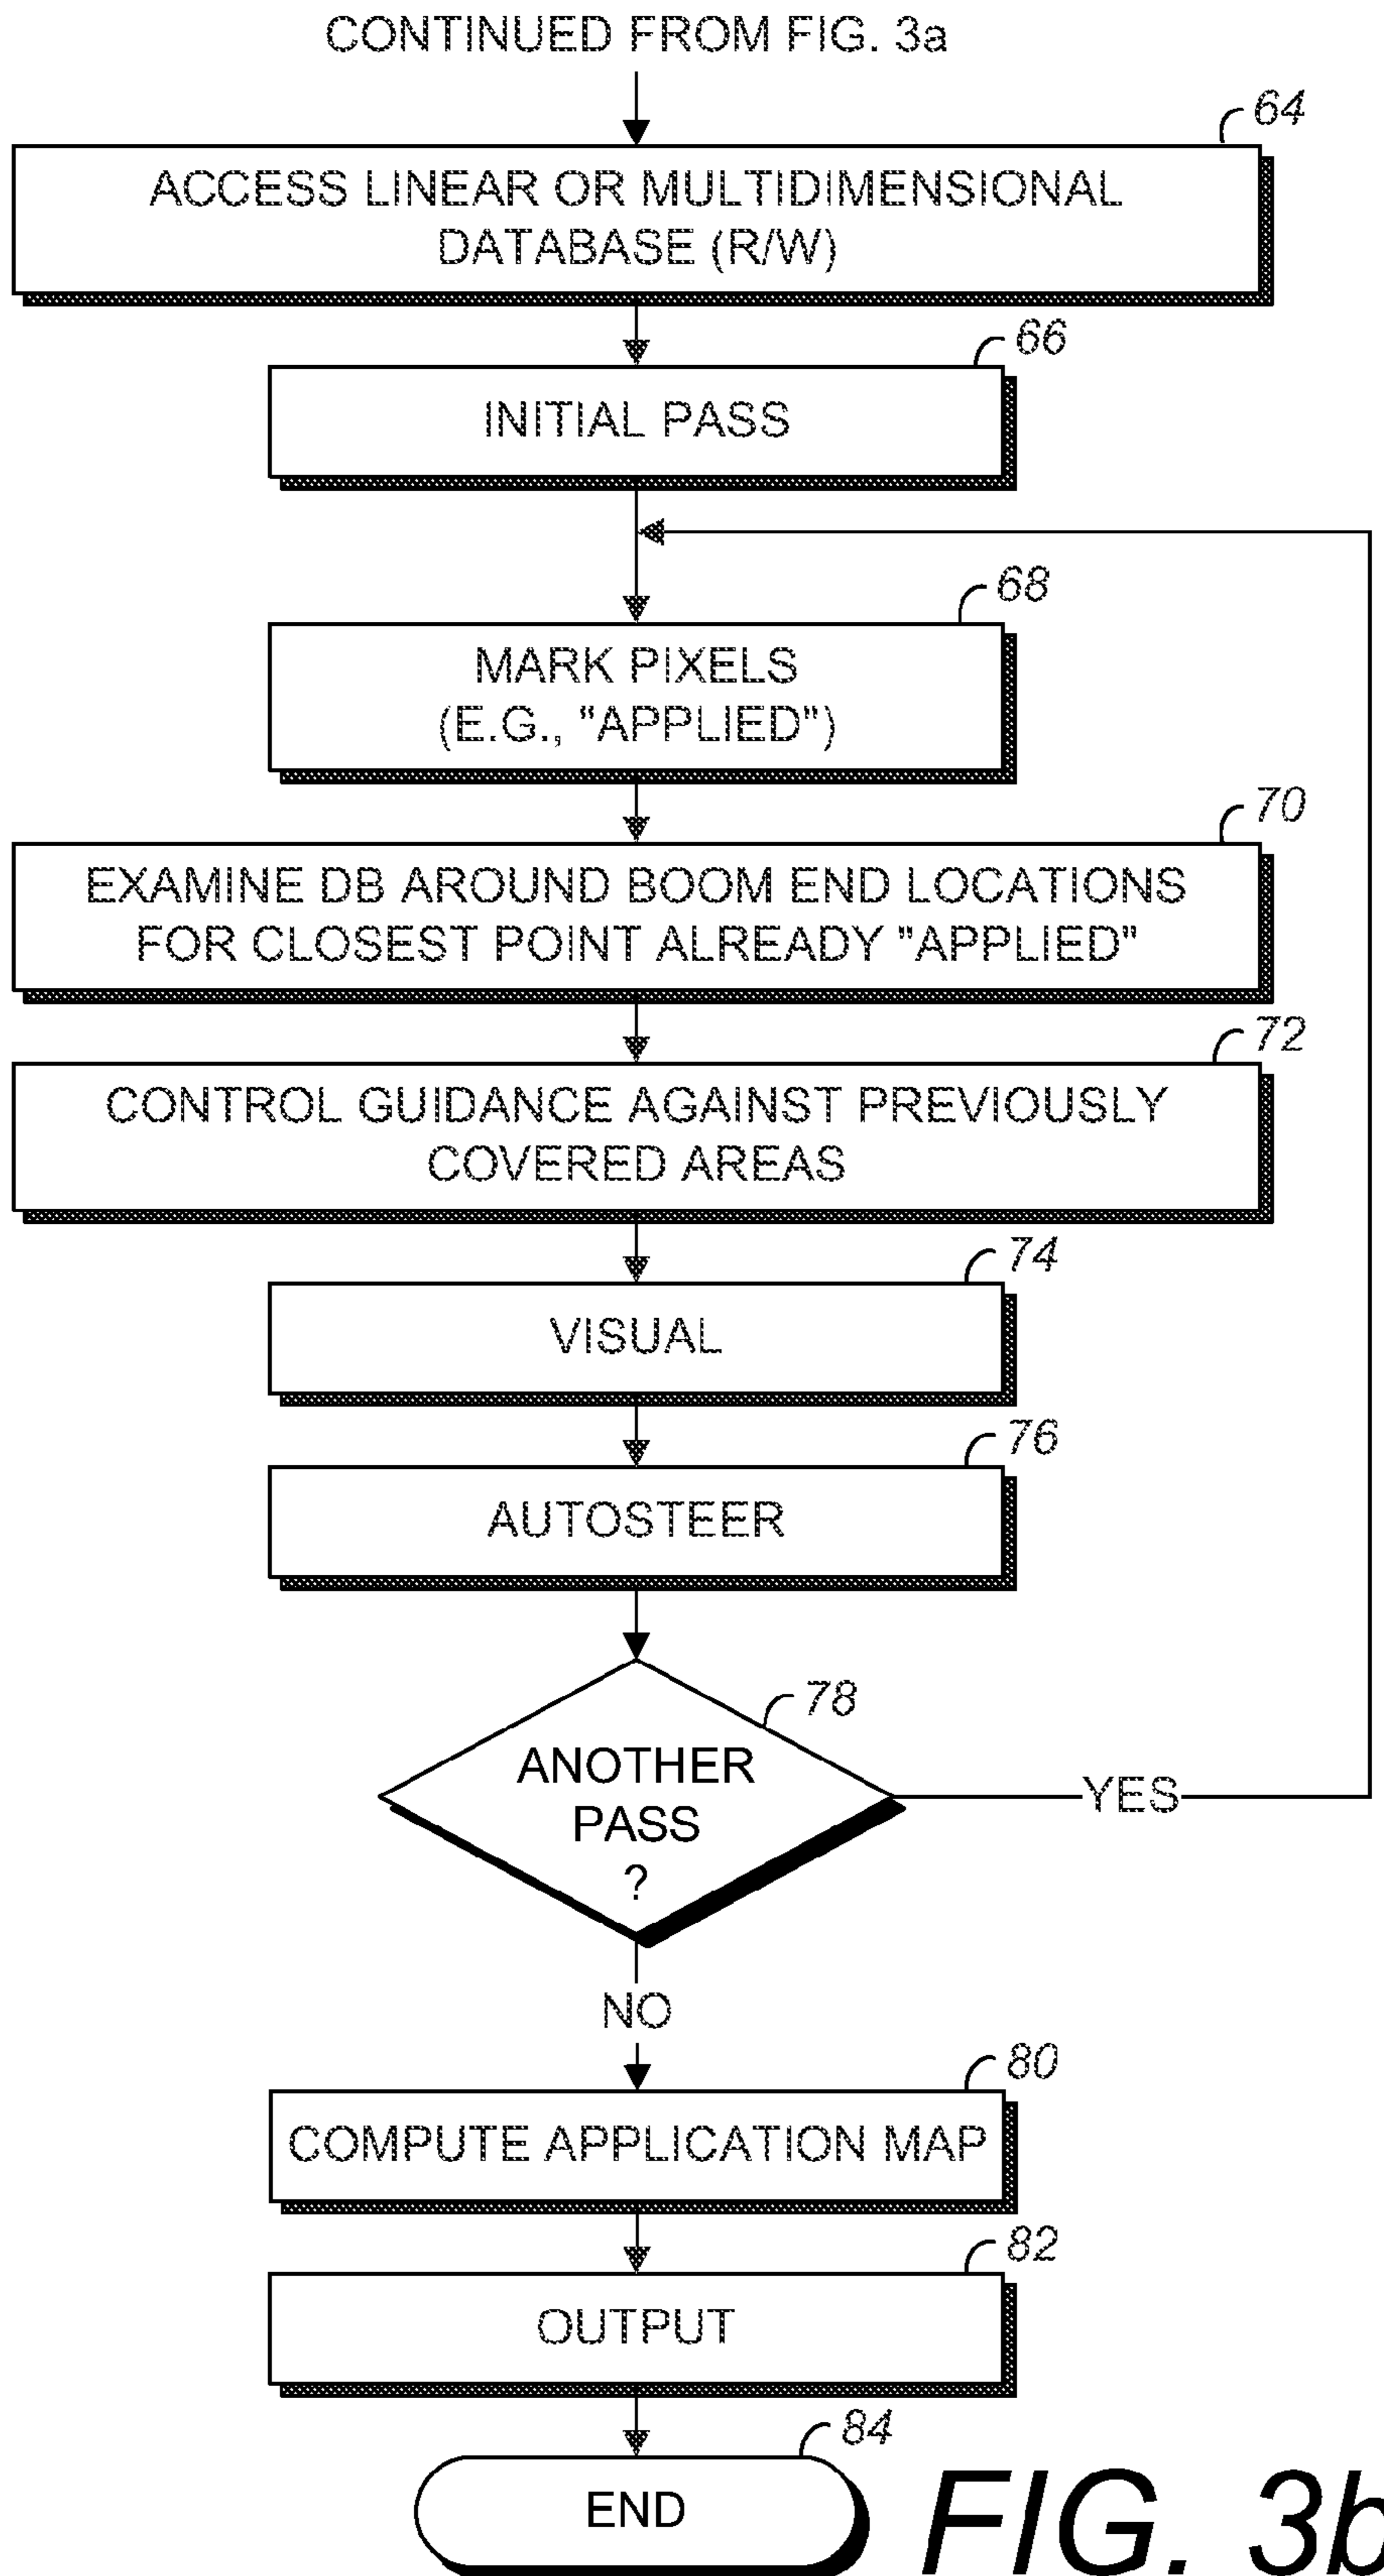 CONTINUED FROM FIG. 3a
64
ACCESS LINEAR OR MULTIDIMENSIONAL
DATABASE (R/W)
66
INITIAL PASS
68
MARK PIXELS
(E.G., "APPLIED")
70
EXAMINE DB AROUND BOOM END LOCATIONS
FOR CLOSEST POINT ALREADY "APPLIED"
72
CONTROL GUIDANCE AGAINST PREVIOUSLY
COVERED AREAS
74
VISUAL
76
AUTOSTEER
78
ANOTHER
PASS
?
YES
NO
80
COMPUTE APPLICATION MAP
82
OUTPUT
84
END
FIG. 3b